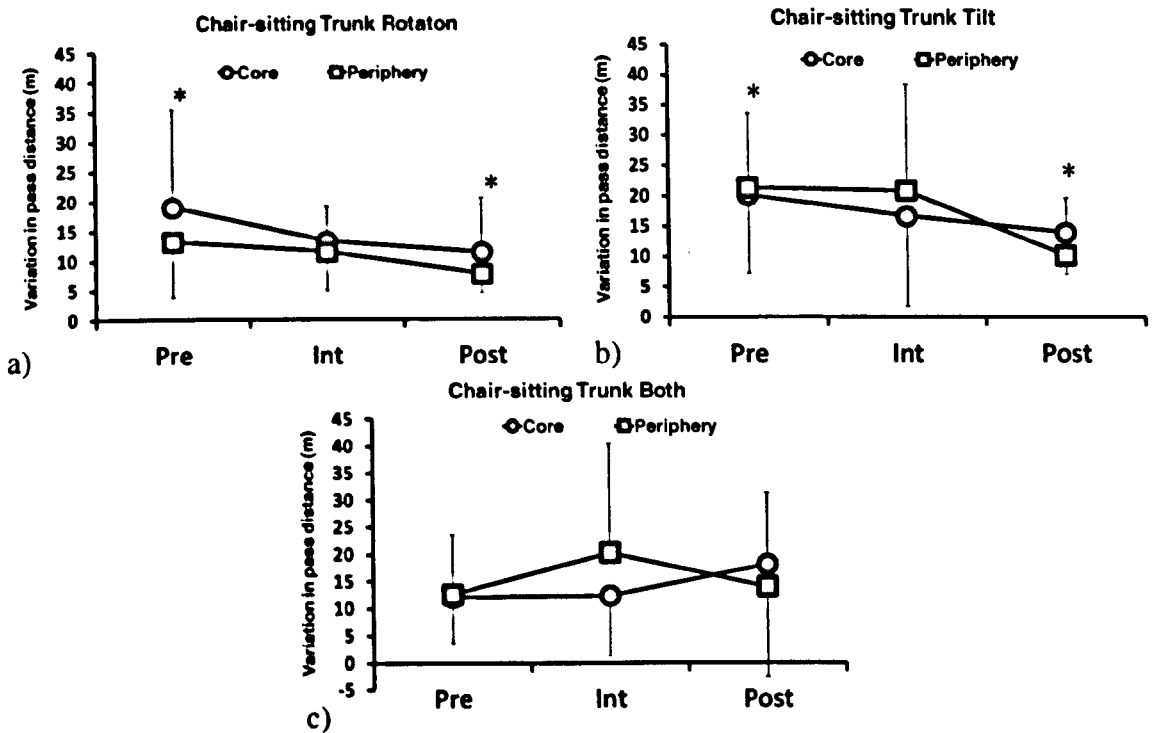 Chair-sitting Trunk Rotaton
Variation in pass distance (m)
45
40
35
30
25
20
15
10
5
0
Core
Periphery
*
*
Pre
Int
Post
a)
Chair-sitting Trunk Tilt
Variation in pass distance (m)
45
40
35
30
25
20
15
10
5
0
Core
Periphery
*
*
Pre
Int
Post
b)
Chair-sitting Trunk Both
Variation in pass distance (m)
45
40
35
30
25
20
15
10
5
0
-5
Core
Periphery
Pre
Int
Post
c)